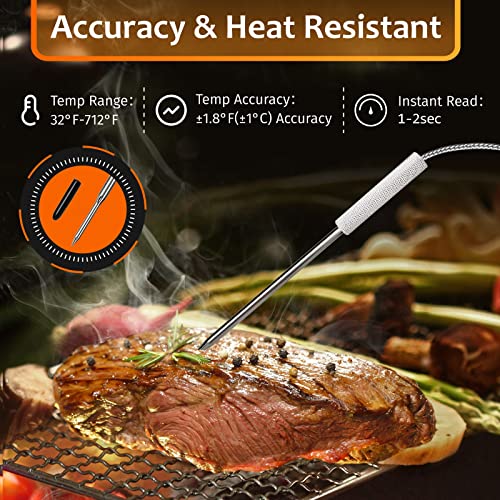 Accuracy & Heat Resistant
Temp Range:
32°F-712°F
Temp Accuracy:
±1.8°F(±1°C) Accuracy
Instant Read:
1-2sec